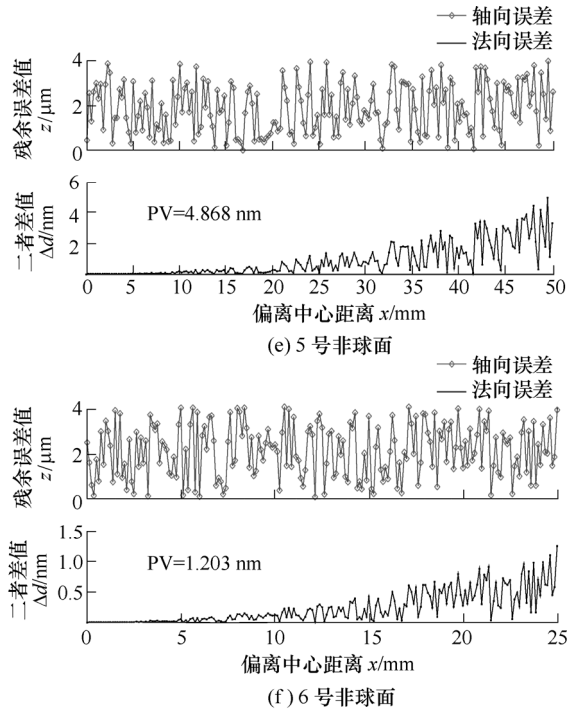 轴向误差
法向误差
残余误差值
z/μm
4
2
0
二者差值
Δd/nm
6
4
2
PV=4.868 nm
0 5 10 15 20 25 30 35 40 45 50
偏离中心距离 x/mm
(e) 5 号非球面
轴向误差
法向误差
残余误差值
z/μm
4
2
0
二者差值
Δd/nm
1.5
1.0
0.5
PV=1.203 nm
0 5 10 15 20 25
偏离中心距离 x/mm
(f) 6 号非球面